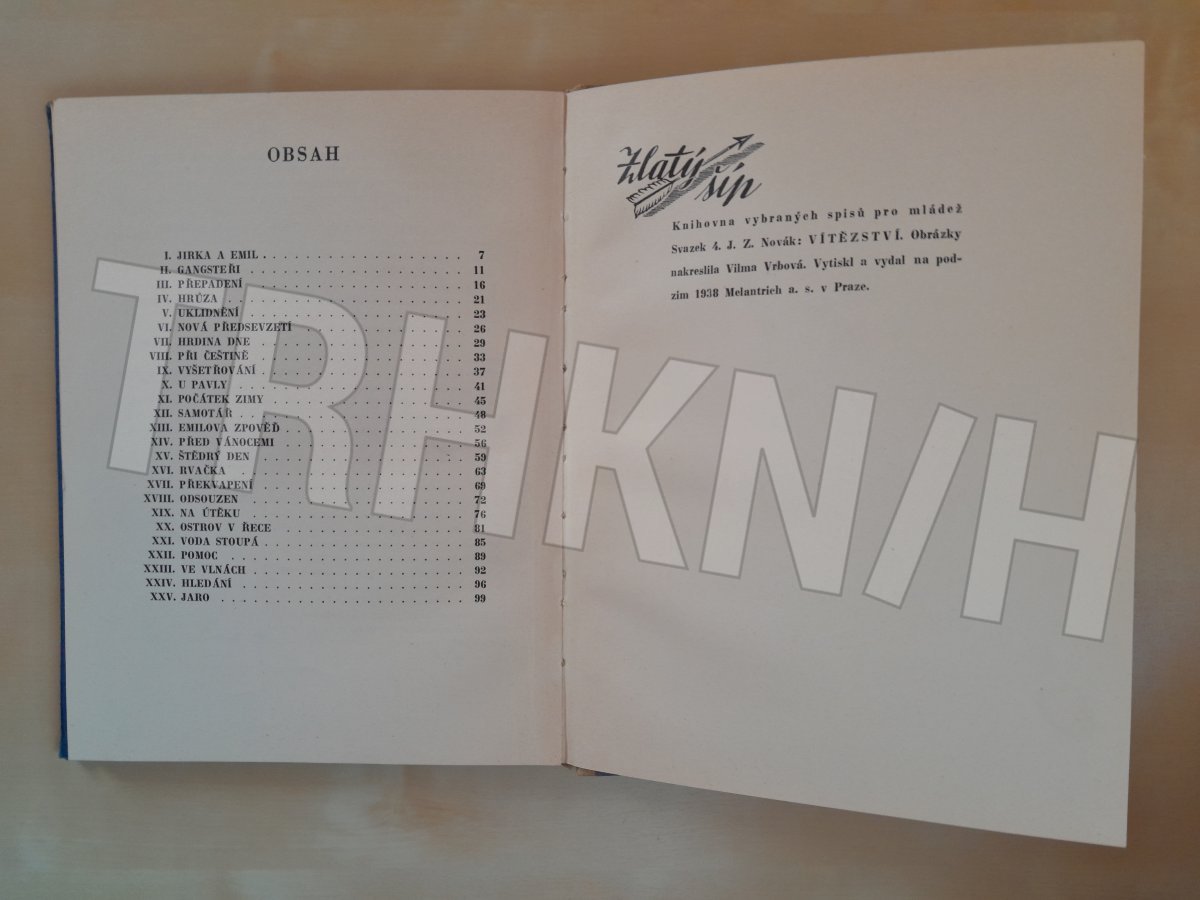 OBSAH
I. JIRKA A EMIL . . . . . . . . . . . . . . . . . . . 7
II. GANGSTEŘI . . . . . . . . . . . . . . . . . . . 11
III. PŘEPADENÍ . . . . . . . . . . . . . . . . . . . 16
IV. HRŮZA . . . . . . . . . . . . . . . . . . . 21
V. UKLIDNĚNÍ . . . . . . . . . . . . . . . . . . . 23
VI. NOVÁ PŘEDSEVZETÍ . . . . . . . . . . . . . . . 26
VII. HRDINA DNE . . . . . . . . . . . . . . . . . . 29
VIII. PŘI ČEŠTINĚ . . . . . . . . . . . . . . . . . . 33
IX. VYŠETŘOVÁNÍ . . . . . . . . . . . . . . . . . 37
X. U PAVLY . . . . . . . . . . . . . . . . . . . 41
XI. POČÁTEK ZIMY . . . . . . . . . . . . . . . . . 45
XII. SAMOTÁŘ . . . . . . . . . . . . . . . . . . . 48
XIII. EMILOVA ZPOVĚĎ . . . . . . . . . . . . . . . . 52
XIV. PŘED VÁNOCEMI . . . . . . . . . . . . . . . . 56
XV. ŠTĚDRÝ DEN . . . . . . . . . . . . . . . . . . 59
XVI. RVAČKA . . . . . . . . . . . . . . . . . . . 63
XVII. PŘEKVAPENÍ . . . . . . . . . . . . . . . . . . 69
XVIII. ODSOUZEN . . . . . . . . . . . . . . . . . . 72
XIX. NA ÚTĚKU . . . . . . . . . . . . . . . . . . 76
XX. OSTROV V ŘECE . . . . . . . . . . . . . . . . 81
XXI. VODA STOUPÁ . . . . . . . . . . . . . . . . . 85
XXII. POMOC . . . . . . . . . . . . . . . . . . . 89
XXIII. VE VLNÁCH . . . . . . . . . . . . . . . . . . 92
XXIV. HLEDÁNÍ . . . . . . . . . . . . . . . . . . . 96
XXV. JARO . . . . . . . . . . . . . . . . . . . . 99
Zlatý
šíp
Knihovna vybraných spisů pro mládež
Svazek 4. J. Z. Novák: VÍTĚZSTVÍ. Obrázky
nakreslila Vilma Vrbová. Vytiskl a vydal na pod-
zim 1938 Melantrich a. s. v Praze.
TRHKN/H